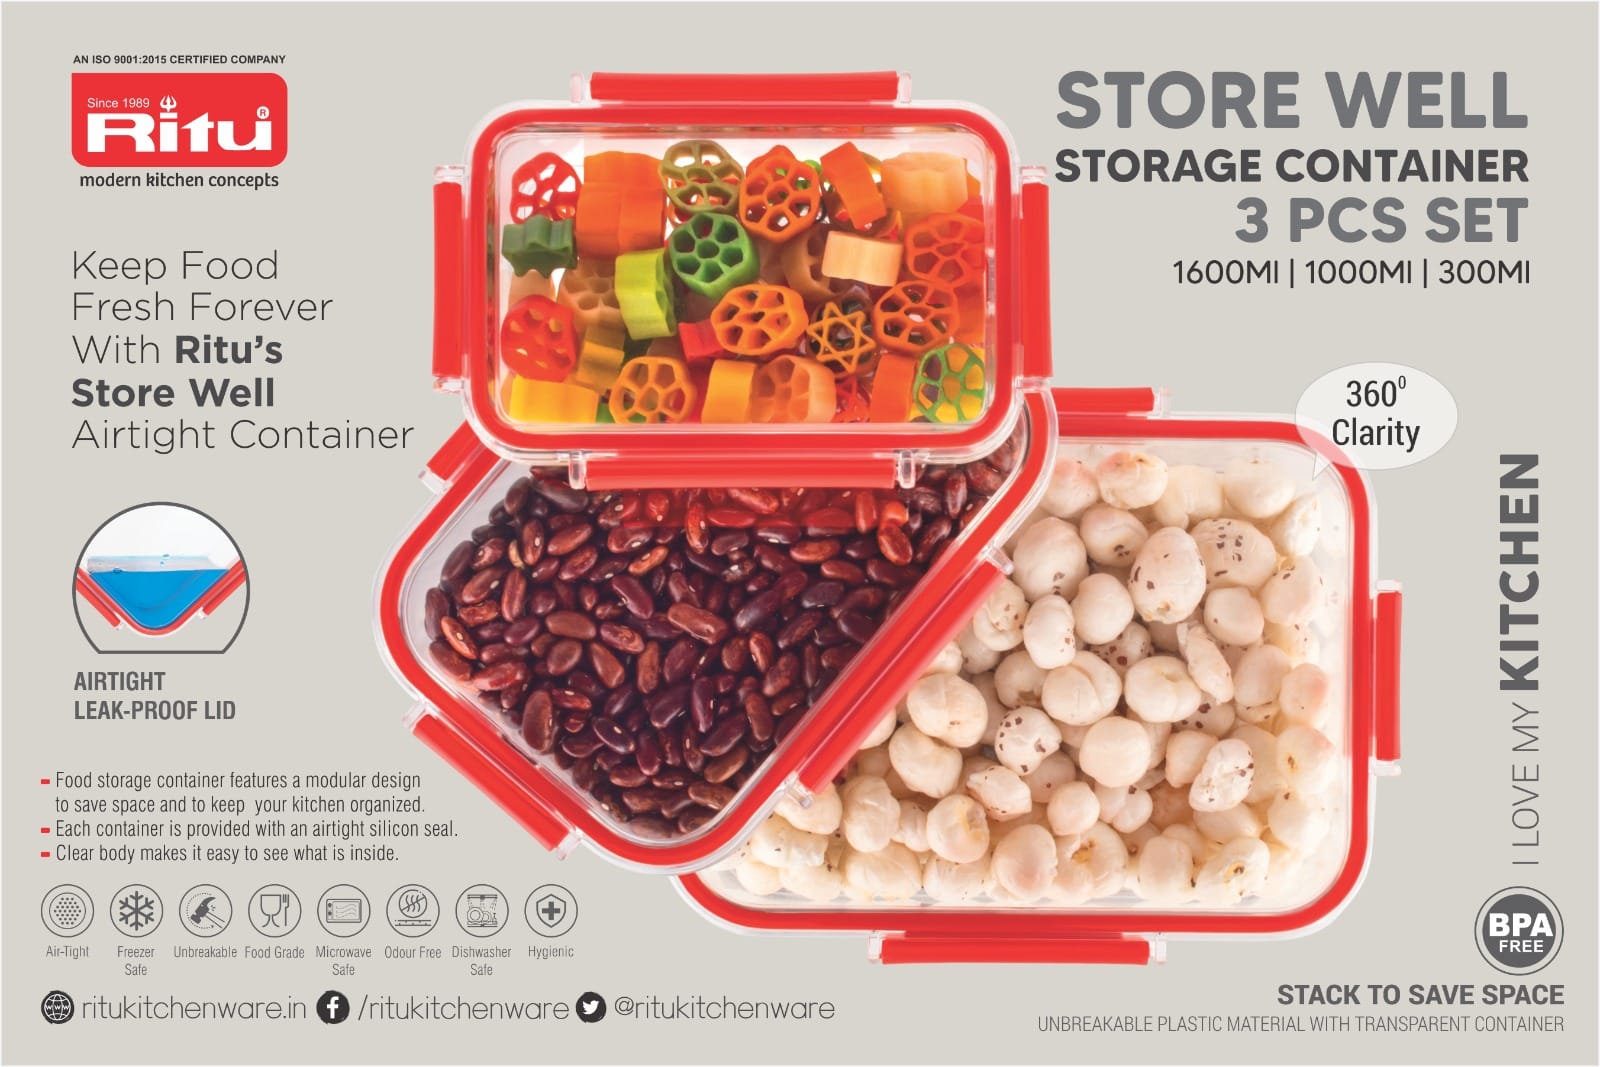 AN ISO 9001:2015 CERTIFIED COMPANY
Since 1989
Ritu®
modern kitchen concepts
Keep Food
Fresh Forever
With Ritu's
Store Well
Airtight Container
STORE WELL
STORAGE CONTAINER
3 PCS SET
1600Ml | 1000Ml | 300Ml
360⁰
Clarity
I LOVE MY KITCHEN
AIRTIGHT
LEAK-PROOF LID
- Food storage container features a modular design
to save space and to keep your kitchen organized.
- Each container is provided with an airtight silicon seal.
- Clear body makes it easy to see what is inside.
Air-Tight
Freezer
Safe
Unbreakable
Food Grade
Microwave
Safe
Odour Free
Dishwasher
Safe
Hygienic
www
ritukitchenware.in
f /ritukitchenware
@ritukitchenware
BPA
FREE
STACK TO SAVE SPACE
UNBREAKABLE PLASTIC MATERIAL WITH TRANSPARENT CONTAINER